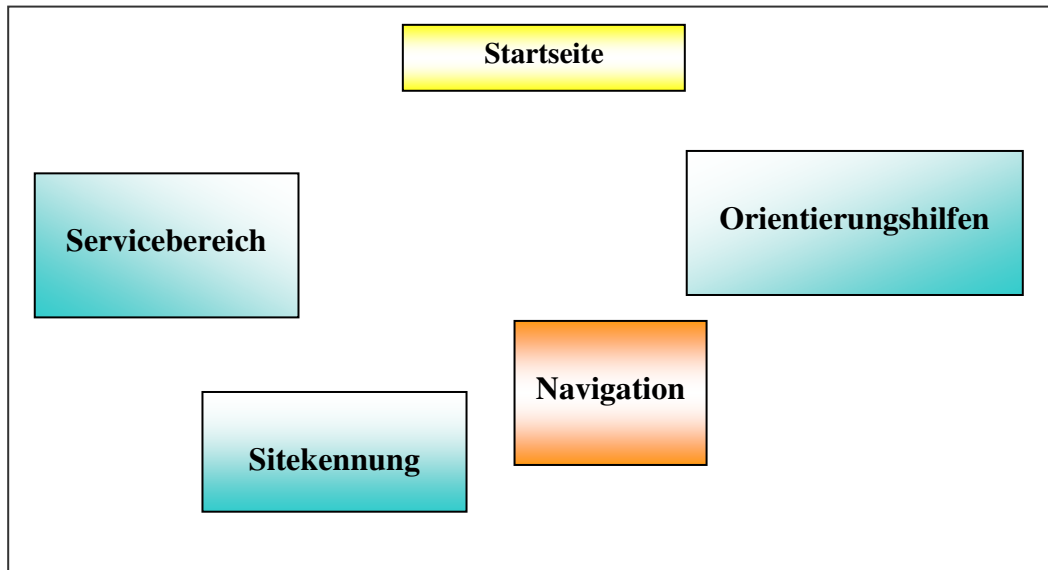 Startseite
Servicebereich
Orientierungshilfen
Navigation
Sitekennung